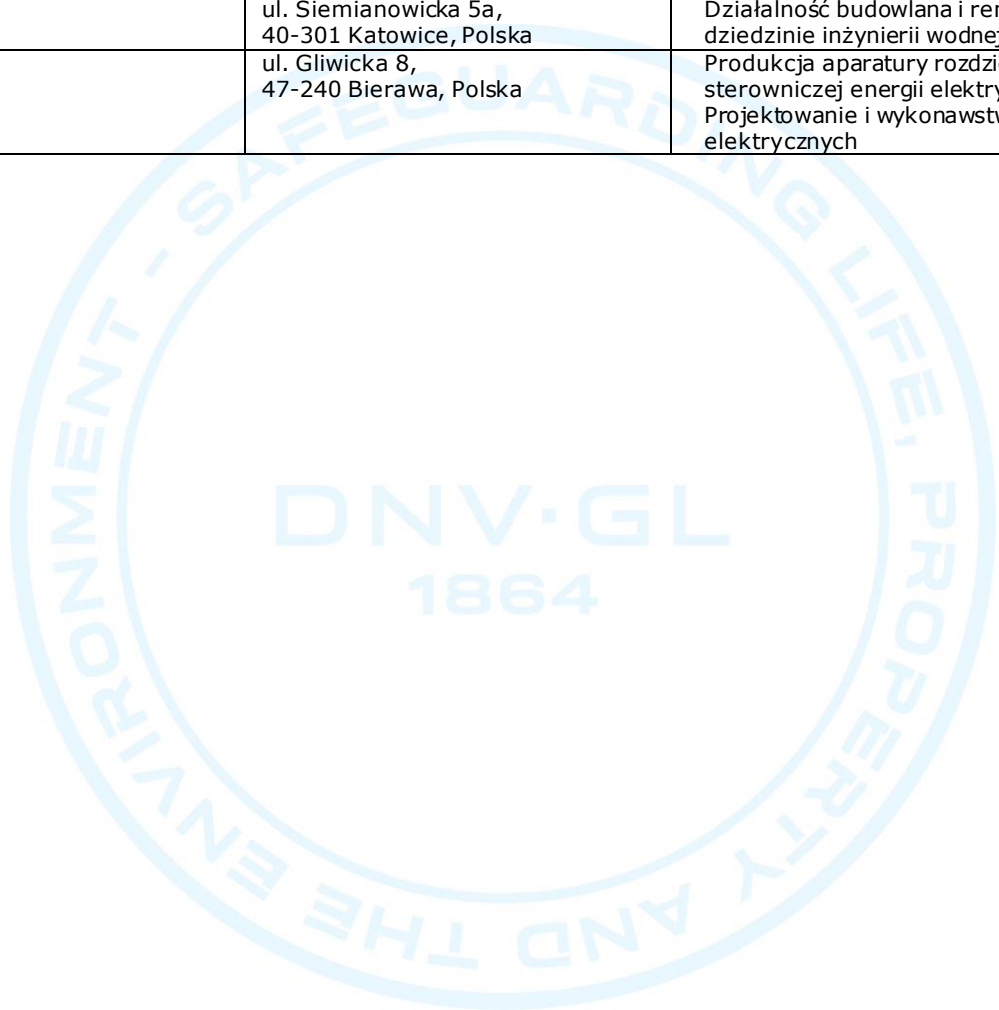 ul. Siemianowicka 5a,
40-301 Katowice, Polska
Działalność budowlana i
dziedzinie inżynierii wodnej
ul. Gliwicka 8,
47-240 Bierawa, Polska
Produkcja aparatury
sterowniczej energii
Projektowanie i
elektrycznych
SAFEGUARDING LIFE, PROPERTY AND THE ENVIRONMENT -
DNV·GL
1864